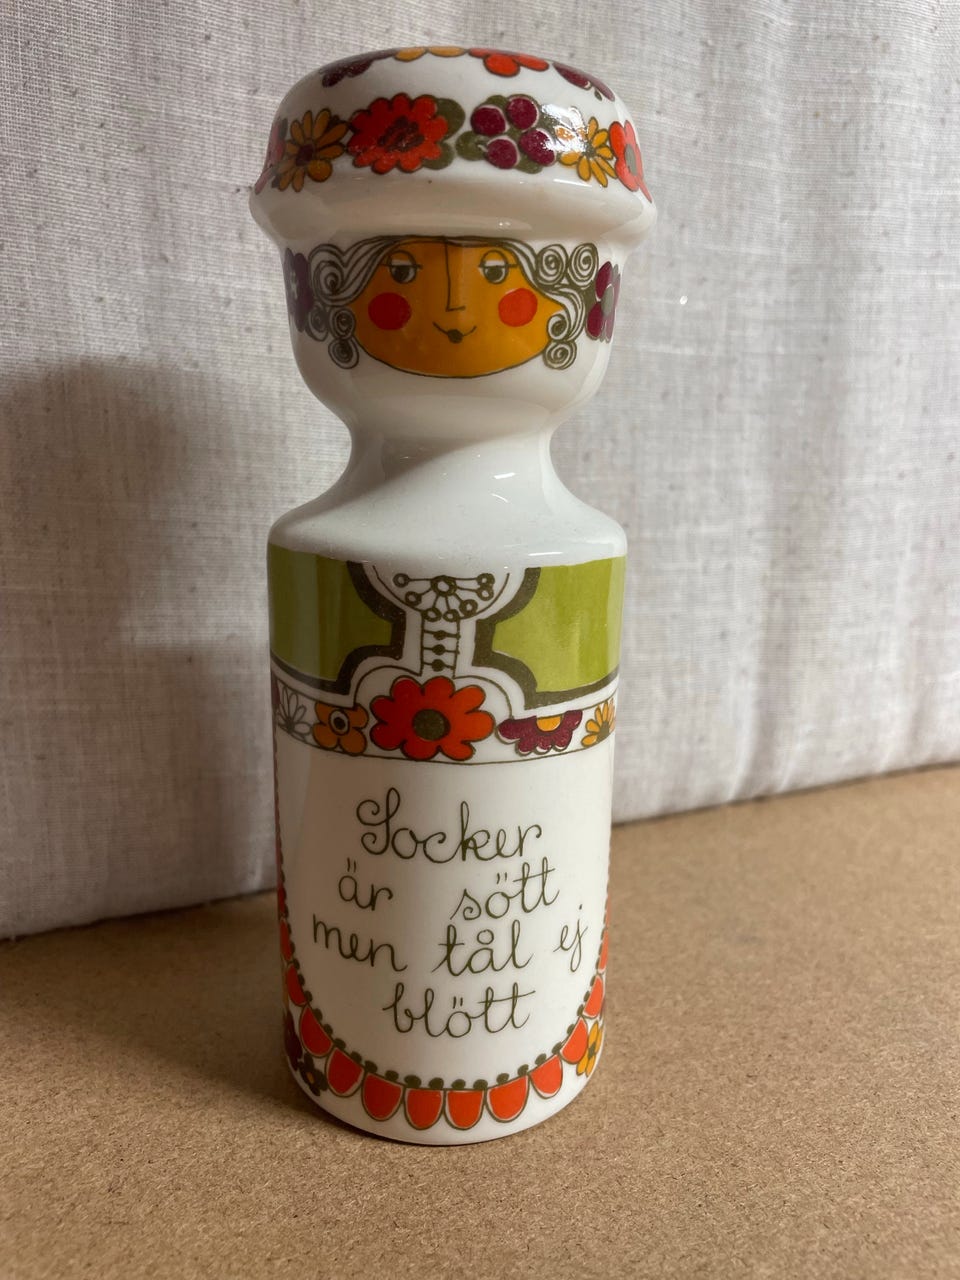 Socker
är sött
men tål ej
blött